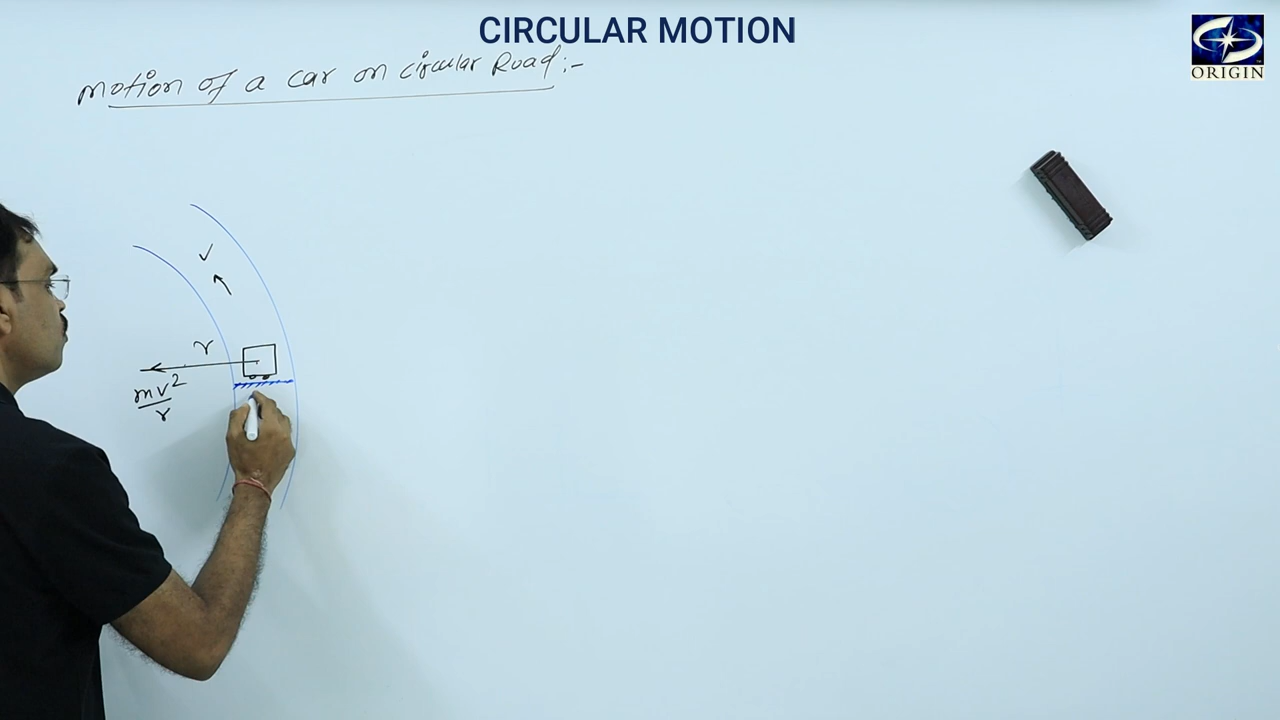 CIRCULAR MOTION
ORIGIN
Motion of a car on circular Road :-
v
r
mv²
r